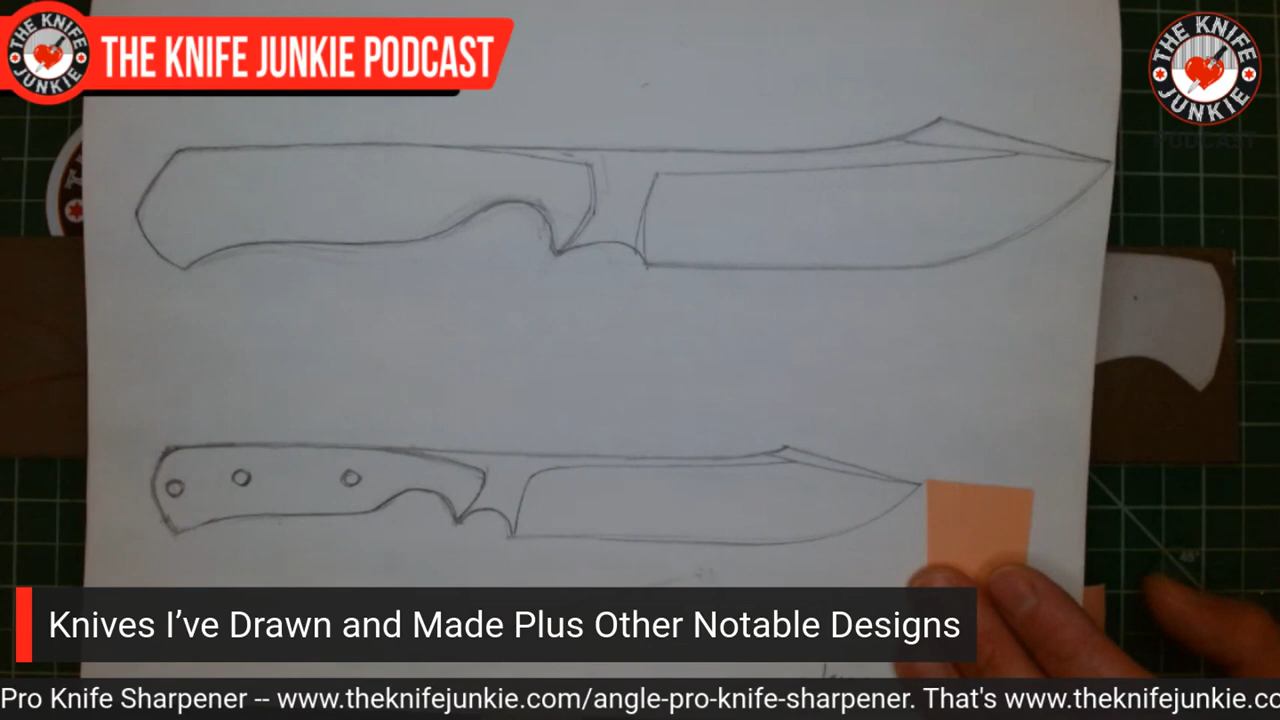 THE KNIFE JUNKIE
THE KNIFE JUNKIE PODCAST
THE KNIFE JUNKIE
PODCAST
45°
Knives I’ve Drawn and Made Plus Other Notable Designs
Pro Knife Sharpener -- www.theknifejunkie.com/angle-pro-knife-sharpener. That's www.theknifejunkie.co